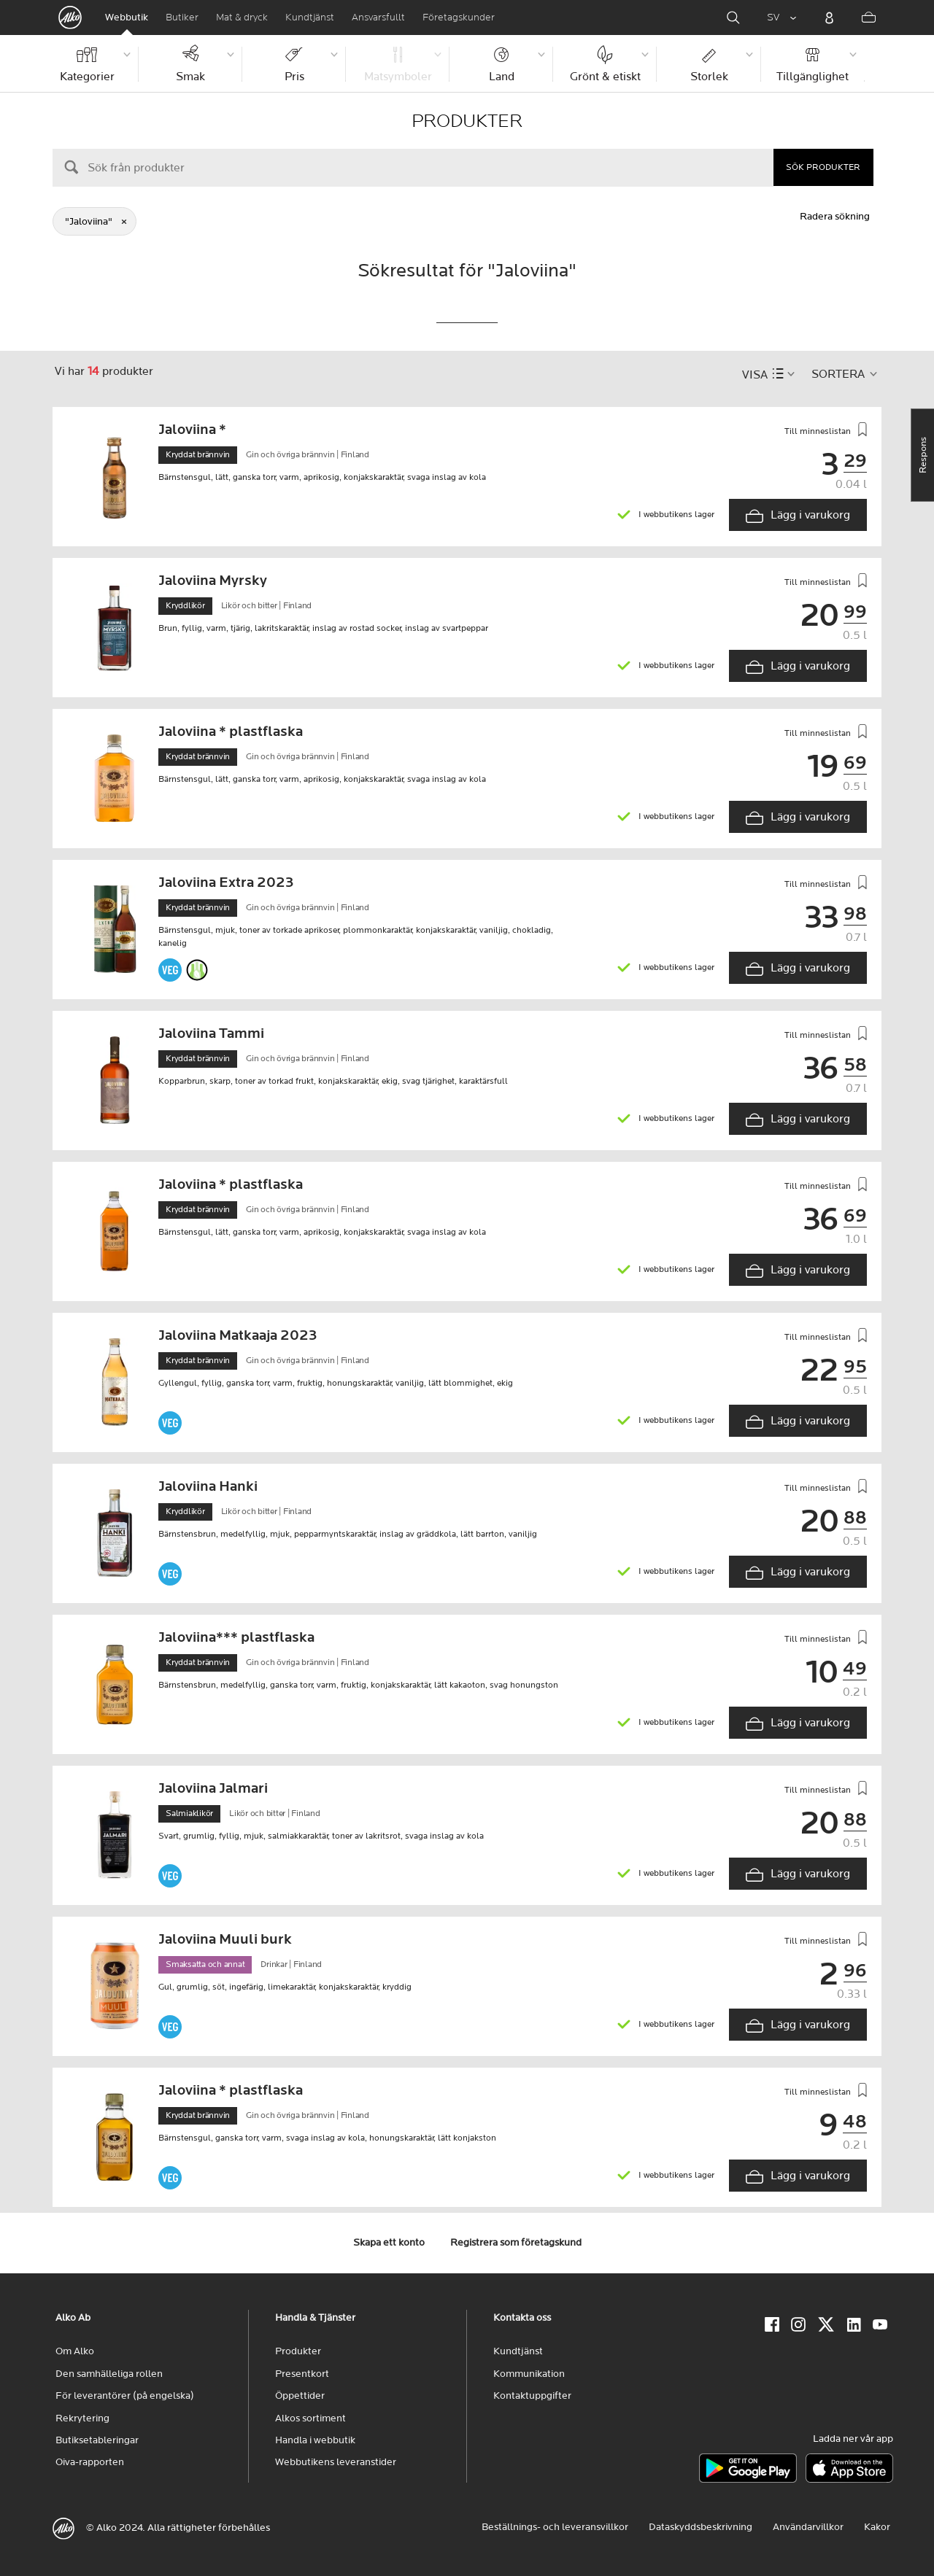 Alko Webbutik Butiker Mat & dryck Kundtjänst Ansvarsfullt Företagskunder SV
Kategorier Smak Pris Matsymboler Land Grönt & etiskt Storlek Tillgänglighet
PRODUKTER
Sök från produkter SÖK PRODUKTER
"Jaloviina" × Radera sökning
Sökresultat för "Jaloviina"
Vi har 14 produkter VISA SORTERA
Respons
Jaloviina * Till minneslistan
Kryddat brännvin Gin och övriga brännvin | Finland 3 29
Bärnstensgul, lätt, ganska torr, varm, aprikosig, konjakskaraktär, svaga inslag av kola 0.04 l
I webbutikens lager Lägg i varukorg
Jaloviina Myrsky Till minneslistan
Kryddlikör Likör och bitter | Finland 20 99
Brun, fyllig, varm, tjärig, lakritskaraktär, inslag av rostad socker, inslag av svartpeppar 0.5 l
I webbutikens lager Lägg i varukorg
Jaloviina * plastflaska Till minneslistan
Kryddat brännvin Gin och övriga brännvin | Finland 19 69
Bärnstensgul, lätt, ganska torr, varm, aprikosig, konjakskaraktär, svaga inslag av kola 0.5 l
I webbutikens lager Lägg i varukorg
Jaloviina Extra 2023 Till minneslistan
Kryddat brännvin Gin och övriga brännvin | Finland 33 98
Bärnstensgul, mjuk, toner av torkade aprikoser, plommonkaraktär, konjakskaraktär, vaniljig, chokladig, 0.7 l
kanelig
VEG I webbutikens lager Lägg i varukorg
Jaloviina Tammi Till minneslistan
Kryddat brännvin Gin och övriga brännvin | Finland 36 58
Kopparbrun, skarp, toner av torkad frukt, konjakskaraktär, ekig, svag tjärighet, karaktärsfull 0.7 l
I webbutikens lager Lägg i varukorg
Jaloviina * plastflaska Till minneslistan
Kryddat brännvin Gin och övriga brännvin | Finland 36 69
Bärnstensgul, lätt, ganska torr, varm, aprikosig, konjakskaraktär, svaga inslag av kola 1.0 l
I webbutikens lager Lägg i varukorg
Jaloviina Matkaaja 2023 Till minneslistan
Kryddat brännvin Gin och övriga brännvin | Finland 22 95
Gyllengul, fyllig, ganska torr, varm, fruktig, honungskaraktär, vaniljig, lätt blommighet, ekig 0.5 l
VEG I webbutikens lager Lägg i varukorg
Jaloviina Hanki Till minneslistan
Kryddlikör Likör och bitter | Finland 20 88
Bärnstensbrun, medelfyllig, mjuk, pepparmyntskaraktär, inslag av gräddkola, lätt barrton, vaniljig 0.5 l
VEG I webbutikens lager Lägg i varukorg
Jaloviina*** plastflaska Till minneslistan
Kryddat brännvin Gin och övriga brännvin | Finland 10 49
Bärnstensbrun, medelfyllig, ganska torr, varm, fruktig, konjakskaraktär, lätt kakaoton, svag honungston 0.2 l
I webbutikens lager Lägg i varukorg
Jaloviina Jalmari Till minneslistan
Salmiaklikör Likör och bitter | Finland 20 88
Svart, grumlig, fyllig, mjuk, salmiakkaraktär, toner av lakritsrot, svaga inslag av kola 0.5 l
VEG I webbutikens lager Lägg i varukorg
Jaloviina Muuli burk Till minneslistan
Smaksatta och annat Drinkar | Finland 2 96
Gul, grumlig, söt, ingefärig, limekaraktär, konjakskaraktär, kryddig 0.33 l
VEG I webbutikens lager Lägg i varukorg
Jaloviina * plastflaska Till minneslistan
Kryddat brännvin Gin och övriga brännvin | Finland 9 48
Bärnstensgul, ganska torr, varm, svaga inslag av kola, honungskaraktär, lätt konjakston 0.2 l
VEG I webbutikens lager Lägg i varukorg
Skapa ett konto Registrera som företagskund
Alko Ab
Om Alko
Den samhälleliga rollen
För leverantörer (på engelska)
Rekrytering
Butiksetableringar
Oiva-rapporten
Handla & Tjänster
Produkter
Presentkort
Öppettider
Alkos sortiment
Handla i webbutik
Webbutikens leveranstider
Kontakta oss
Kundtjänst
Kommunikation
Kontaktuppgifter
Ladda ner vår app
GET IT ON Google Play Download on the App Store
Alko © Alko 2024. Alla rättigheter förbehålles Beställnings- och leveransvillkor Dataskyddsbeskrivning Användarvillkor Kakor